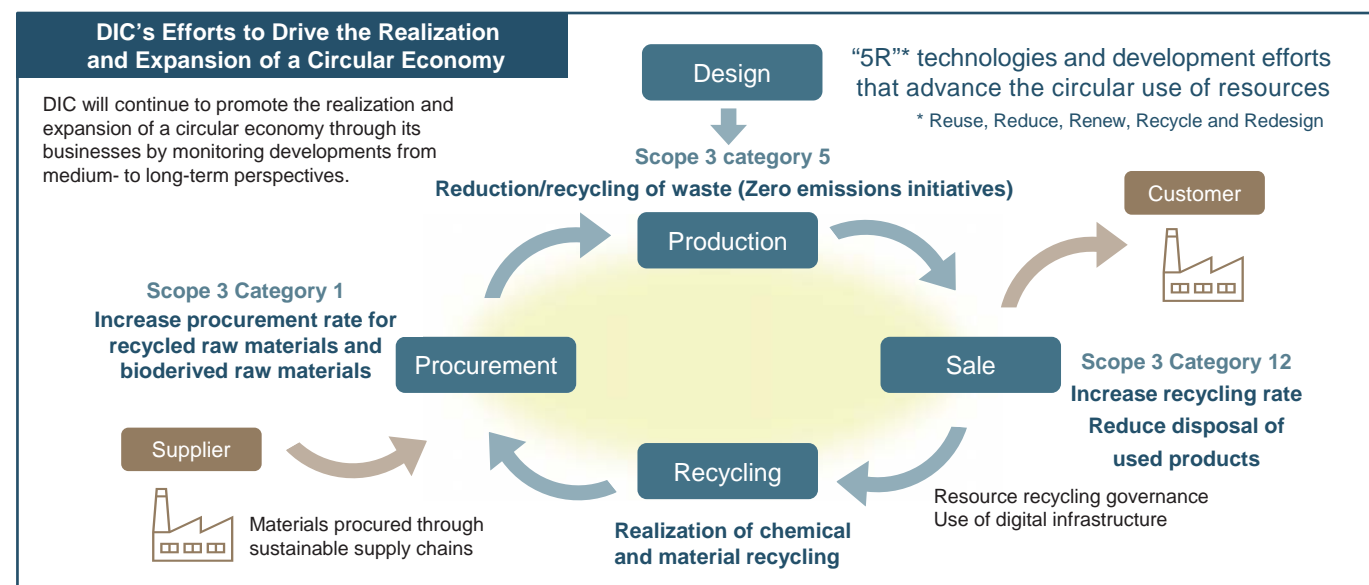 DIC's Efforts to Drive the Realization
and Expansion of a Circular Economy
DIC will continue to promote the realization and
expansion of a circular economy through its
businesses by monitoring developments from
medium- to long-term perspectives.
Design
“5R”* technologies and development efforts
that advance the circular use of resources
* Reuse, Reduce, Renew, Recycle and Redesign
Scope 3 category 5
Reduction/recycling of waste (Zero emissions initiatives)
Production
Customer
Scope 3 Category 1
Increase procurement rate for
recycled raw materials and
bioderived raw materials
Procurement
Sale
Scope 3 Category 12
Increase recycling rate
Reduce disposal of
used products
Supplier
Materials procured through
sustainable supply chains
Recycling
Realization of chemical
and material recycling
Resource recycling governance
Use of digital infrastructure